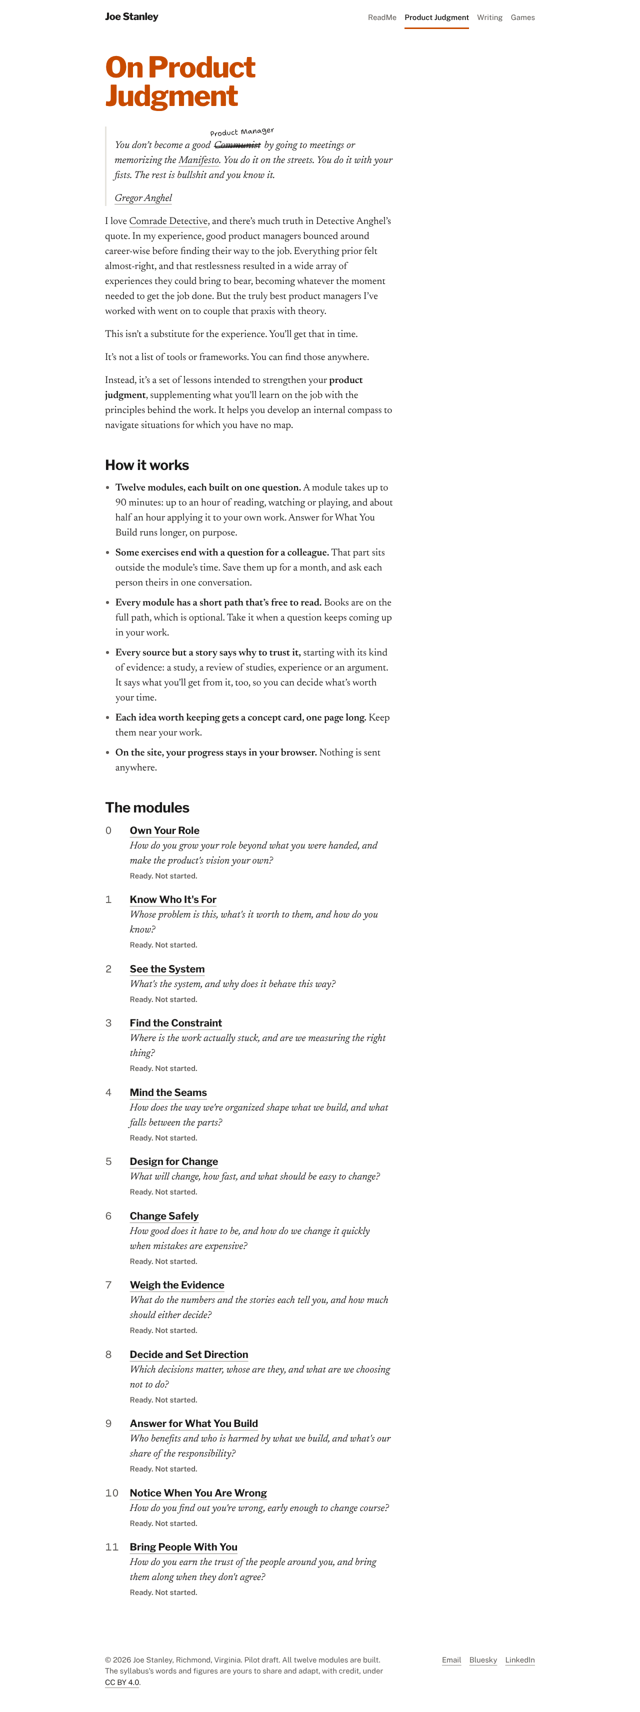 Joe Stanley
ReadMe Product Judgment Writing Games
On Product
Judgment
Product Manager
You don't become a good Communist by going to meetings or
memorizing the Manifesto. You do it on the streets. You do it with your
fists. The rest is bullshit and you know it.
Gregor Anghel
I love Comrade Detective, and there's much truth in Detective Anghel's
quote. In my experience, good product managers bounced around
career-wise before finding their way to the job. Everything prior felt
almost-right, and that restlessness resulted in a wide array of
experiences they could bring to bear, becoming whatever the moment
needed to get the job done. But the truly best product managers I've
worked with went on to couple that praxis with theory.
This isn't a substitute for the experience. You'll get that in time.
It's not a list of tools or frameworks. You can find those anywhere.
Instead, it's a set of lessons intended to strengthen your product
judgment, supplementing what you'll learn on the job with the
principles behind the work. It helps you develop an internal compass to
navigate situations for which you have no map.
How it works
• Twelve modules, each built on one question. A module takes up to
90 minutes: up to an hour of reading, watching or playing, and about
half an hour applying it to your own work. Answer for What You
Build runs longer, on purpose.
• Some exercises end with a question for a colleague. That part sits
outside the module's time. Save them up for a month, and ask each
person theirs in one conversation.
• Every module has a short path that's free to read. Books are on the
full path, which is optional. Take it when a question keeps coming up
in your work.
• Every source but a story says why to trust it, starting with its kind
of evidence: a study, a review of studies, experience or an argument.
It says what you'll get from it, too, so you can decide what's worth
your time.
• Each idea worth keeping gets a concept card, one page long. Keep
them near your work.
• On the site, your progress stays in your browser. Nothing is sent
anywhere.
The modules
0 Own Your Role
How do you grow your role beyond what you were handed, and
make the product's vision your own?
Ready. Not started.
1 Know Who It's For
Whose problem is this, what's it worth to them, and how do you
know?
Ready. Not started.
2 See the System
What's the system, and why does it behave this way?
Ready. Not started.
3 Find the Constraint
Where is the work actually stuck, and are we measuring the right
thing?
Ready. Not started.
4 Mind the Seams
How does the way we're organized shape what we build, and what
falls between the parts?
Ready. Not started.
5 Design for Change
What will change, how fast, and what should be easy to change?
Ready. Not started.
6 Change Safely
How good does it have to be, and how do we change it quickly
when mistakes are expensive?
Ready. Not started.
7 Weigh the Evidence
What do the numbers and the stories each tell you, and how much
should either decide?
Ready. Not started.
8 Decide and Set Direction
Which decisions matter, whose are they, and what are we choosing
not to do?
Ready. Not started.
9 Answer for What You Build
Who benefits and who is harmed by what we build, and what's our
share of the responsibility?
Ready. Not started.
10 Notice When You Are Wrong
How do you find out you're wrong, early enough to change course?
Ready. Not started.
11 Bring People With You
How do you earn the trust of the people around you, and bring
them along when they don't agree?
Ready. Not started.
© 2026 Joe Stanley, Richmond, Virginia. Pilot draft. All twelve modules are built.
The syllabus's words and figures are yours to share and adapt, with credit, under
CC BY 4.0.
Email Bluesky LinkedIn